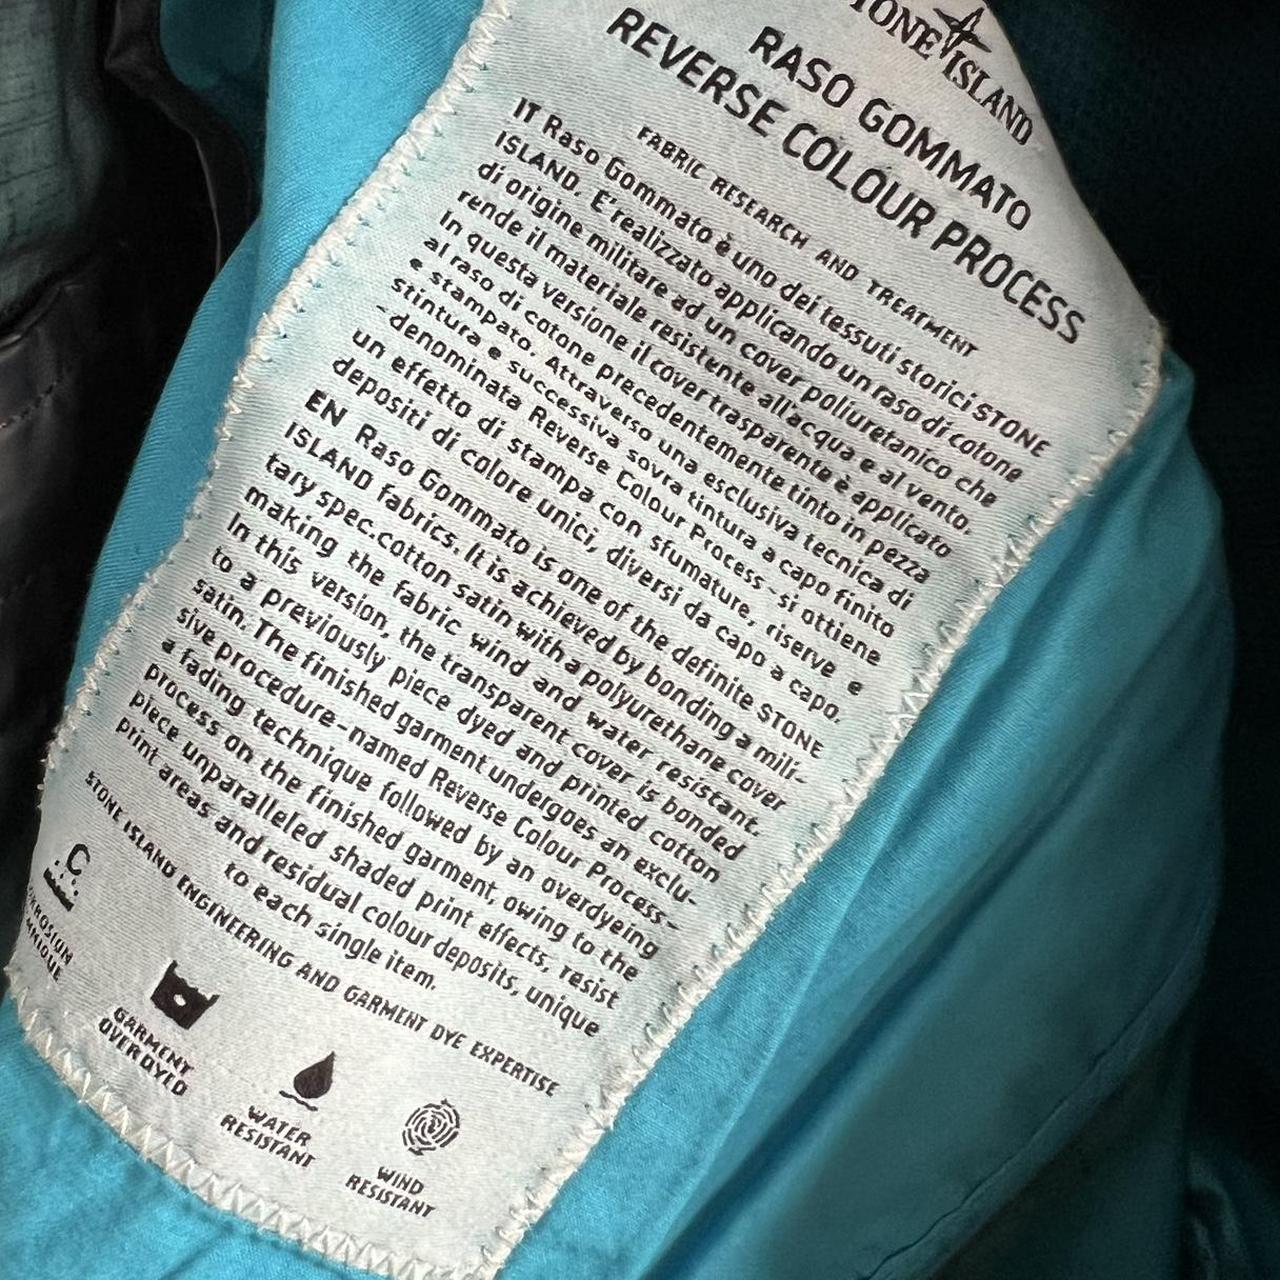 STONE ISLAND
RASO GOMMATO
REVERSE COLOUR PROCESS
FABRIC RESEARCH AND TREATMENT
IT Raso Gommato è uno dei tessuti storici STONE
ISLAND. E'realizzato applicando un raso di cotone
di origine militare ad un cover poliuretanico che
rende il materiale resistente all'acqua e al vento.
In questa versione il cover trasparente è applicato
al raso di cotone precedentemente tinto in pezza
e stampato. Attraverso una esclusiva tecnica di
stintura e successiva sovra tintura a capo finito
-denominata Reverse Colour Process-si ottiene
un effetto di stampa con sfumature, riserve e
depositi di colore unici, diversi da capo a capo.
EN Raso Gommato is one of the definite STONE
ISLAND fabrics. It is achieved by bonding a mili-
tary spec.cotton satin with a polyurethane cover
making the fabric wind and water resistant.
In this version, the transparent cover is bonded
to a previously piece dyed and printed cotton
satin. The finished garment undergoes an exclu-
sive procedure-named Reverse Colour Process-
a fading technique followed by an overdyeing
process on the finished garment, owing to the
piece unparalleled shaded print effects, resist
print areas and residual colour deposits, unique
to each single item.
STONE ISLAND ENGINEERING AND GARMENT DYE EXPERTISE
C
GARMENT
OVERDYED
WATER
RESISTANT
WIND
RESISTANT